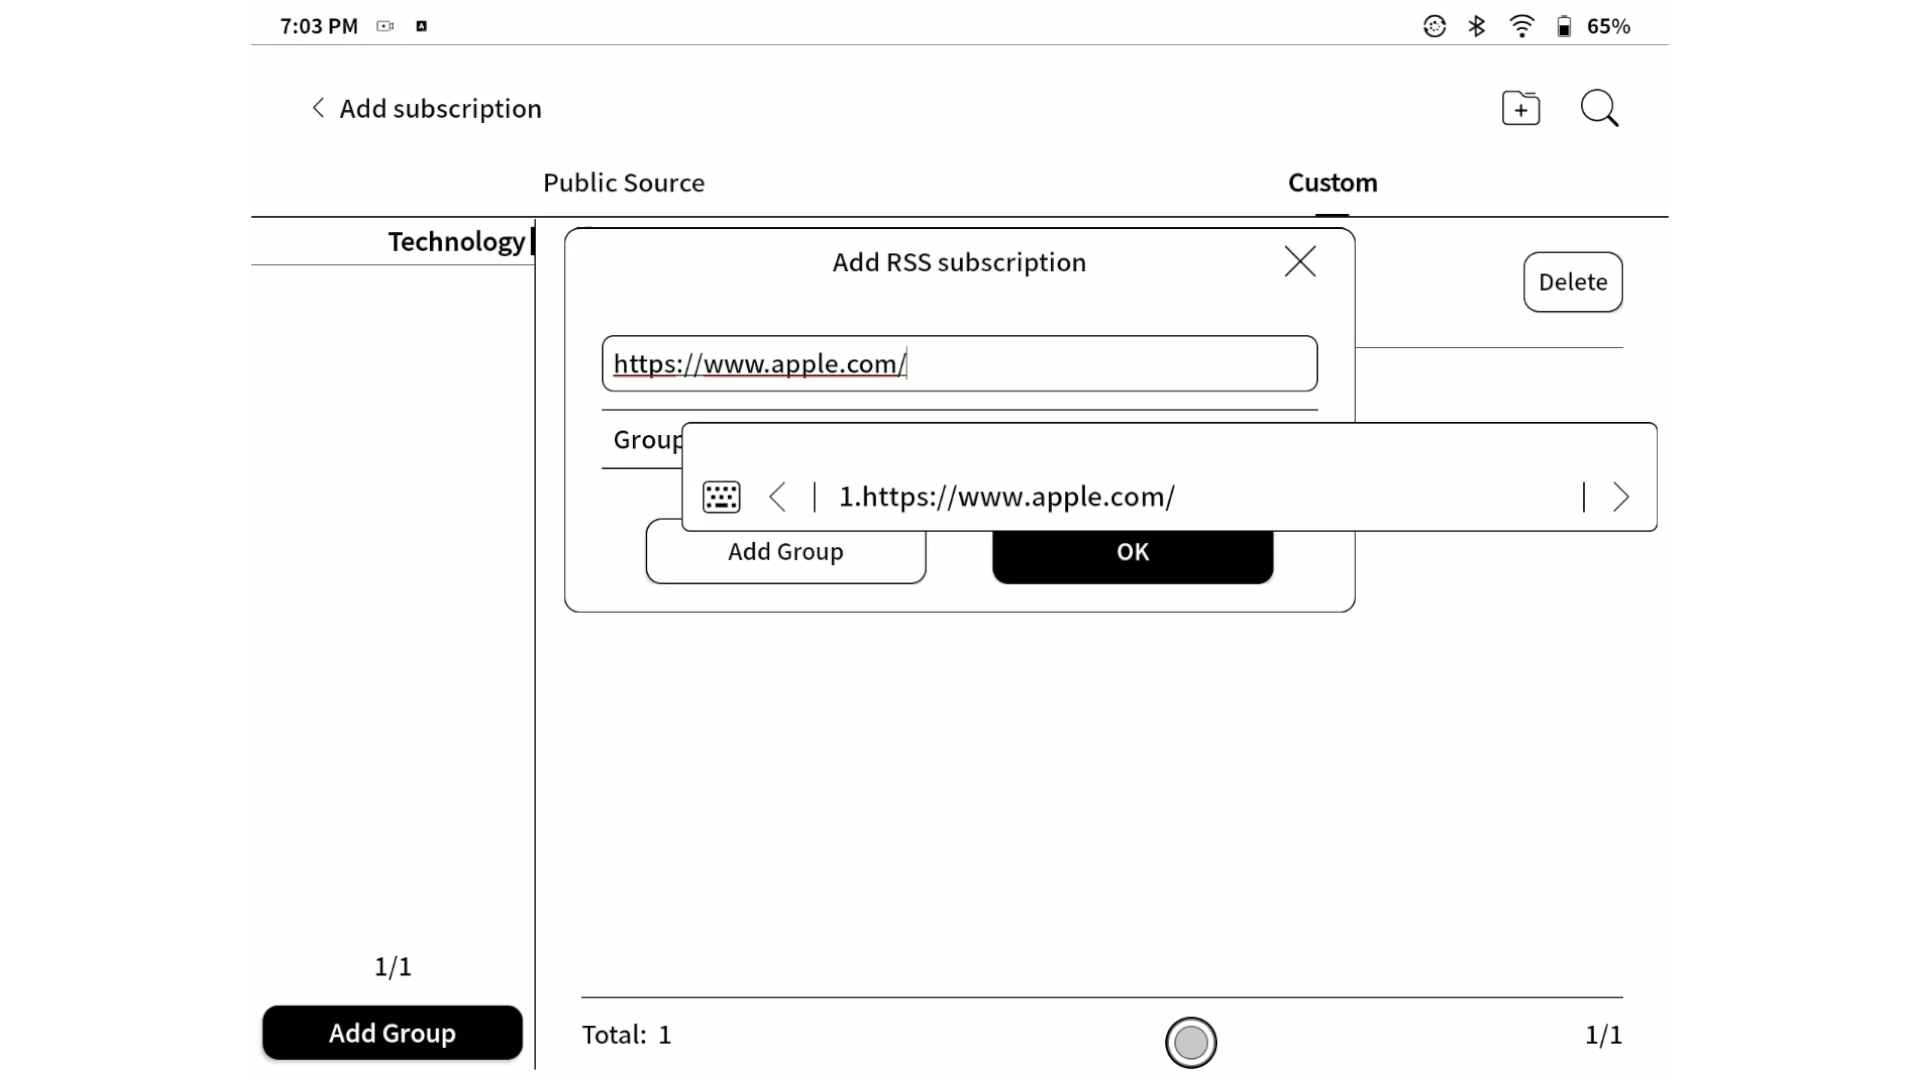 7:03 PM
65%
Add subscription
Public Source
Custom
Technology
Add RSS subscription
Delete
https://www.apple.com/
Group
1.https://www.apple.com/
Add Group
OK
1/1
Add Group
Total: 1
1/1